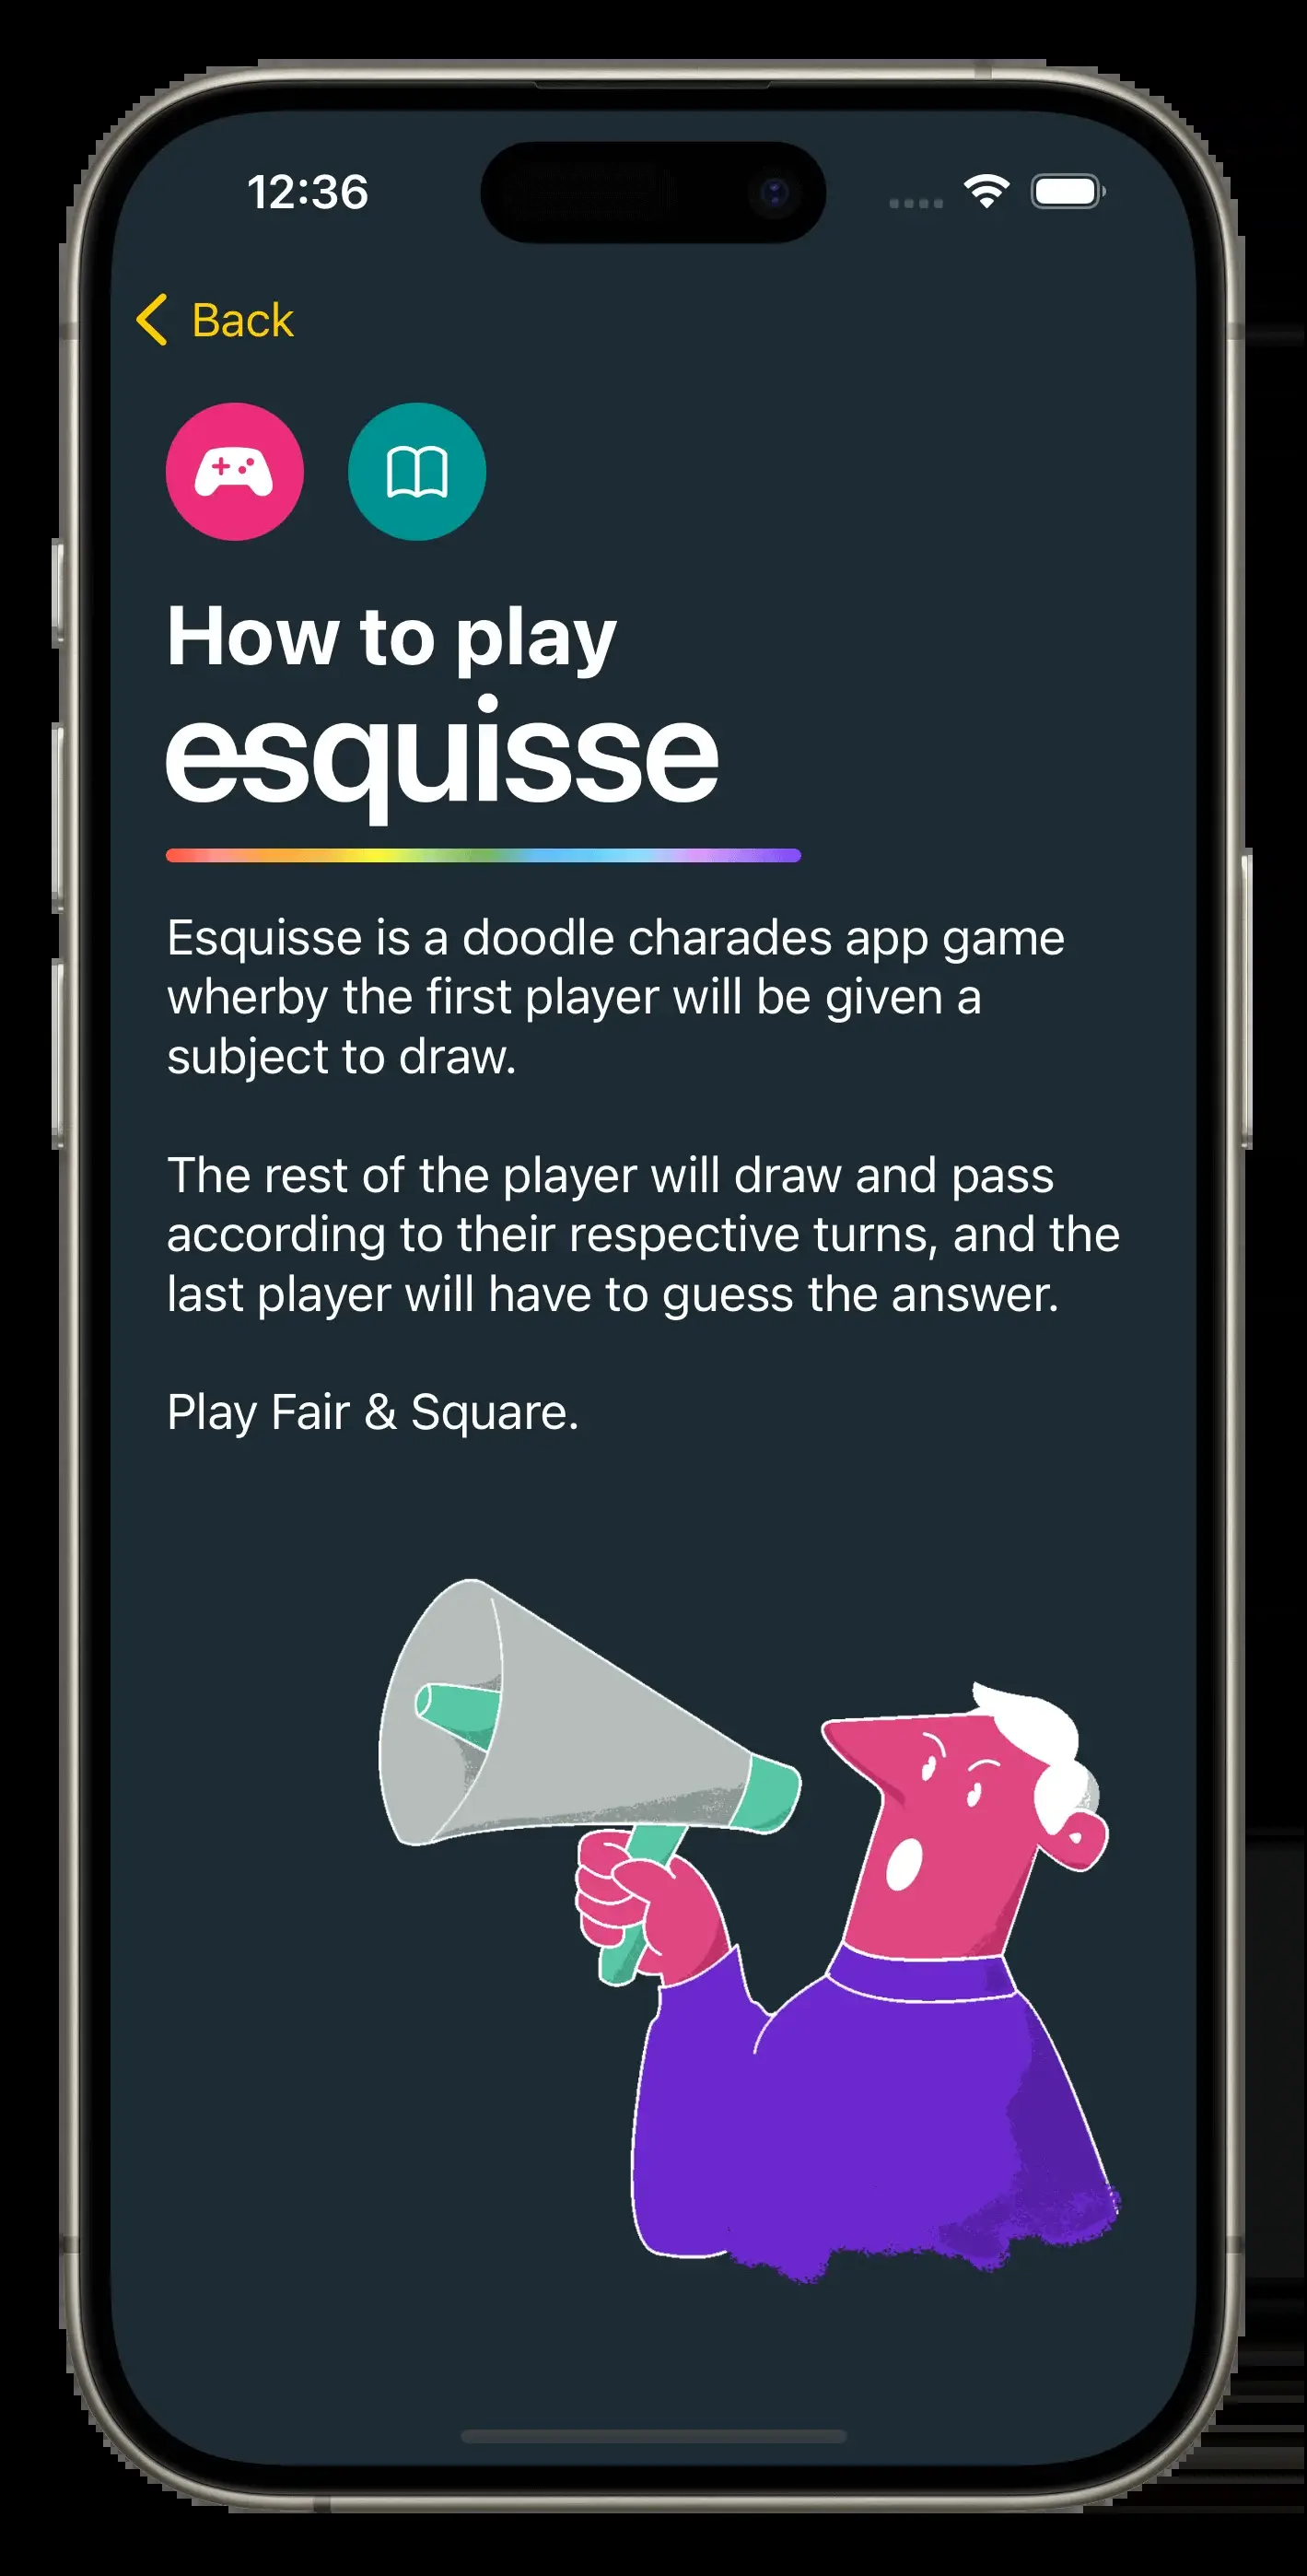 12:36
Back
How to play
esquisse
Esquisse is a doodle charades app game
wherby the first player will be given a
subject to draw.
The rest of the player will draw and pass
according to their respective turns, and the
last player will have to guess the answer.
Play Fair & Square.